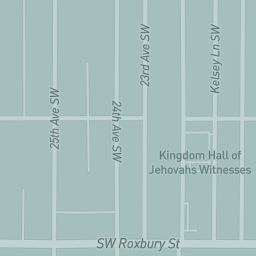 23rd Ave SW
Kelsey Ln SW
25th Ave SW
24th Ave SW
Kingdom Hall of
Jehovahs Witnesses
SW Roxbury St